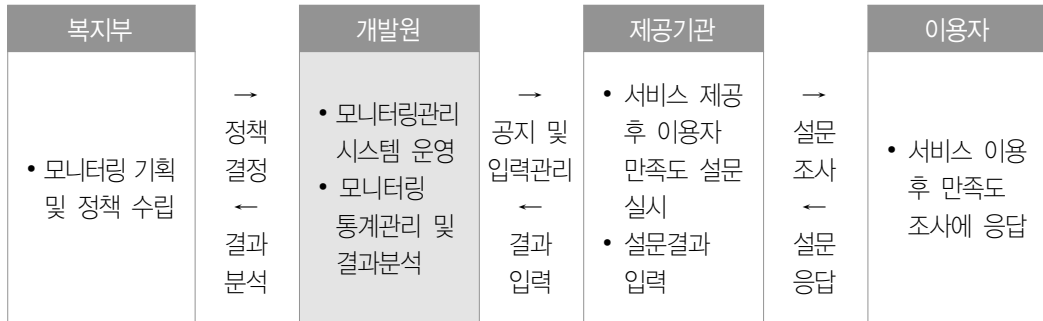 복지부
• 모니터링 기획
및 정책 수립
→
정책
결정
←
결과
분석
개발원
• 모니터링관리
시스템 운영
• 모니터링
통계관리 및
결과분석
→
공지 및
입력관리
←
결과
입력
제공기관
• 서비스 제공
후 이용자
만족도 설문
실시
• 설문결과
입력
→
설문
조사
←
설문
응답
이용자
• 서비스 이용
후 만족도
조사에 응답